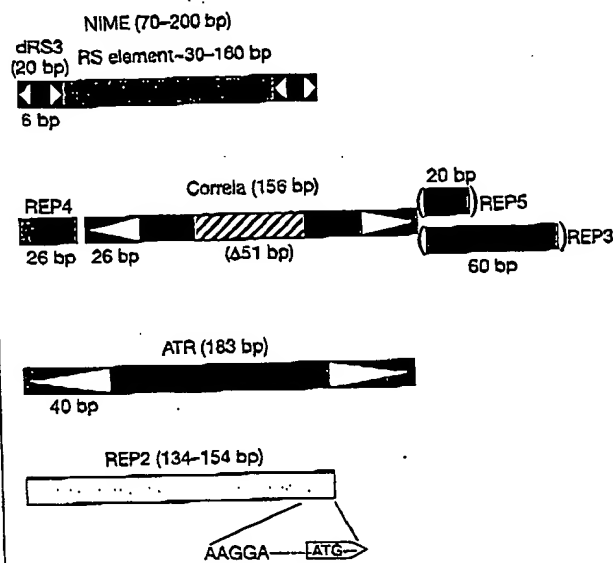 NIME (70–200 bp)
dRS3
(20 bp)
RS element~30–160 bp
6 bp
Correia (156 bp)
20 bp
REP4
REP5
REP3
26 bp
26 bp
(Δ51 bp)
60 bp
ATR (183 bp)
40 bp
REP2 (134–154 bp)
AAGGA
ATG